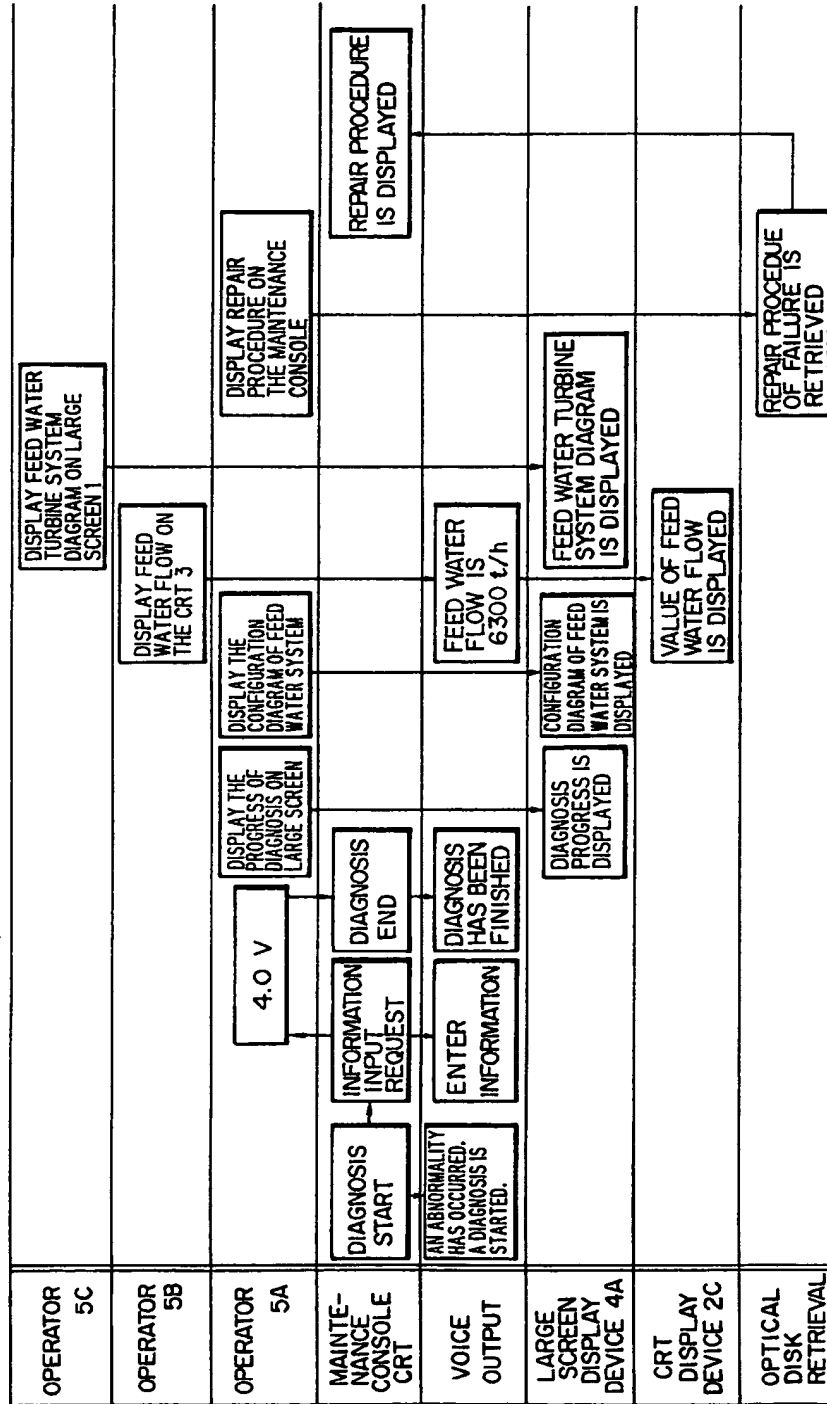 OPERATOR
5C
DISPLAY FEED WATER
TURBINE SYSTEM
DIAGRAM ON LARGE
SCREEN 1
OPERATOR
5B
DISPLAY FEED
WATER FLOW ON
THE CRT 3
OPERATOR
5A
4.0 V
DISPLAY THE
PROGRESS OF
DIAGNOSIS ON
LARGE SCREEN
DISPLAY THE
CONFIGURATION
DIAGRAM OF FEED
WATER SYSTEM
DISPLAY REPAIR
PROCEDURE ON
THE MAINTENANCE
CONSOLE
MAINTE-
NANCE
CONSOLE
CRT
DIAGNOSIS
START
INFORMATION
INPUT
REQUEST
DIAGNOSIS
END
REPAIR PROCEDURE
IS DISPLAYED
VOICE
OUTPUT
AN ABNORMALITY
HAS OCCURRED.
A DIAGNOSIS IS
STARTED.
ENTER
INFORMATION
DIAGNOSIS
HAS BEEN
FINISHED
FEED WATER
FLOW IS
6300 t/h
LARGE
SCREEN
DISPLAY
DEVICE 4A
DIAGNOSIS
PROGRESS IS
DISPLAYED
CONFIGURATION
DIAGRAM OF FEED
WATER SYSTEM IS
DISPLAYED
FEED WATER TURBINE
SYSTEM DIAGRAM
IS DISPLAYED
CRT
DISPLAY
DEVICE 2C
VALUE OF FEED
WATER FLOW
IS DISPLAYED
OPTICAL
DISK
RETRIEVAL
REPAIR PROCEDUE
OF FAILURE IS
RETRIEVED